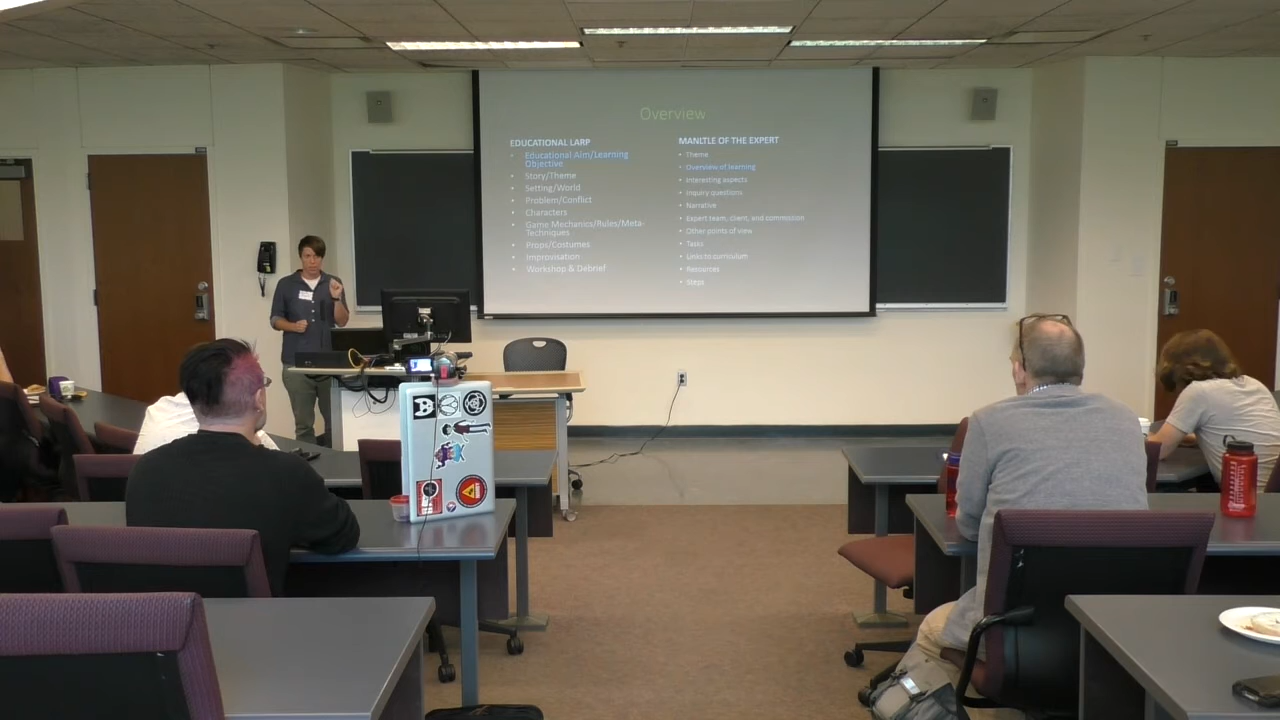 Overview
EDUCATIONAL LARP
• Educational Aim/Learning
Objective
• Story/Theme
• Setting/World
• Problem/Conflict
• Characters
• Game Mechanics/Rules/Meta-
Techniques
• Props/Costumes
• Improvisation
• Workshop & Debrief
MANLTLE OF THE EXPERT
• Theme
• Overview of learning
• Interesting aspects
• Inquiry questions
• Narrative
• Expert team, client, and commission
• Other points of view
• Tasks
• Links to curriculum
• Resources
• Steps